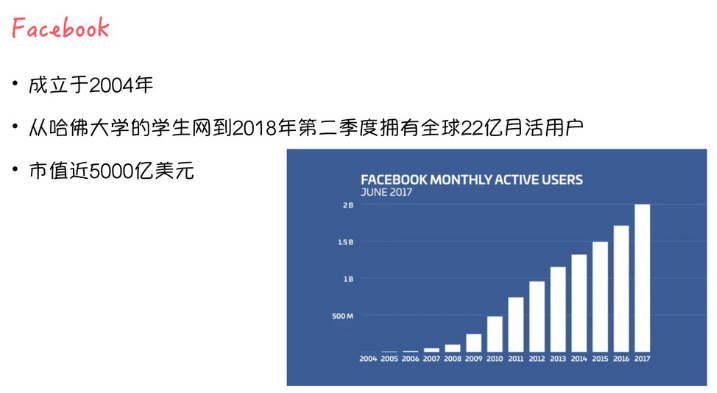 Facebook
• 成立于2004年
• 从哈佛大学的学生网到2018年第二季度拥有全球22亿月活用户
• 市值近5000亿美元
FACEBOOK MONTHLY ACTIVE USERS
JUNE 2017
2 B
1.5 B
1 B
500 M
2004 2005 2006 2007 2008 2009 2010 2011 2012 2013 2014 2015 2016 2017